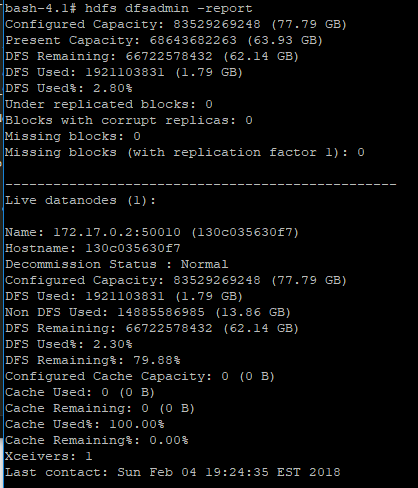 bash-4.1# hdfs dfsadmin -report
Configured Capacity: 83529269248 (77.79 GB)
Present Capacity: 68643682263 (63.93 GB)
DFS Remaining: 66722578432 (62.14 GB)
DFS Used: 1921103831 (1.79 GB)
DFS Used%: 2.80%
Under replicated blocks: 0
Blocks with corrupt replicas: 0
Missing blocks: 0
Missing blocks (with replication factor 1): 0
-------------------------------------------------
Live datanodes (1):
Name: 172.17.0.2:50010 (130c035630f7)
Hostname: 130c035630f7
Decommission Status : Normal
Configured Capacity: 83529269248 (77.79 GB)
DFS Used: 1921103831 (1.79 GB)
Non DFS Used: 14885586985 (13.86 GB)
DFS Remaining: 66722578432 (62.14 GB)
DFS Used%: 2.30%
DFS Remaining%: 79.88%
Configured Cache Capacity: 0 (0 B)
Cache Used: 0 (0 B)
Cache Remaining: 0 (0 B)
Cache Used%: 100.00%
Cache Remaining%: 0.00%
Xceivers: 1
Last contact: Sun Feb 04 19:24:35 EST 2018